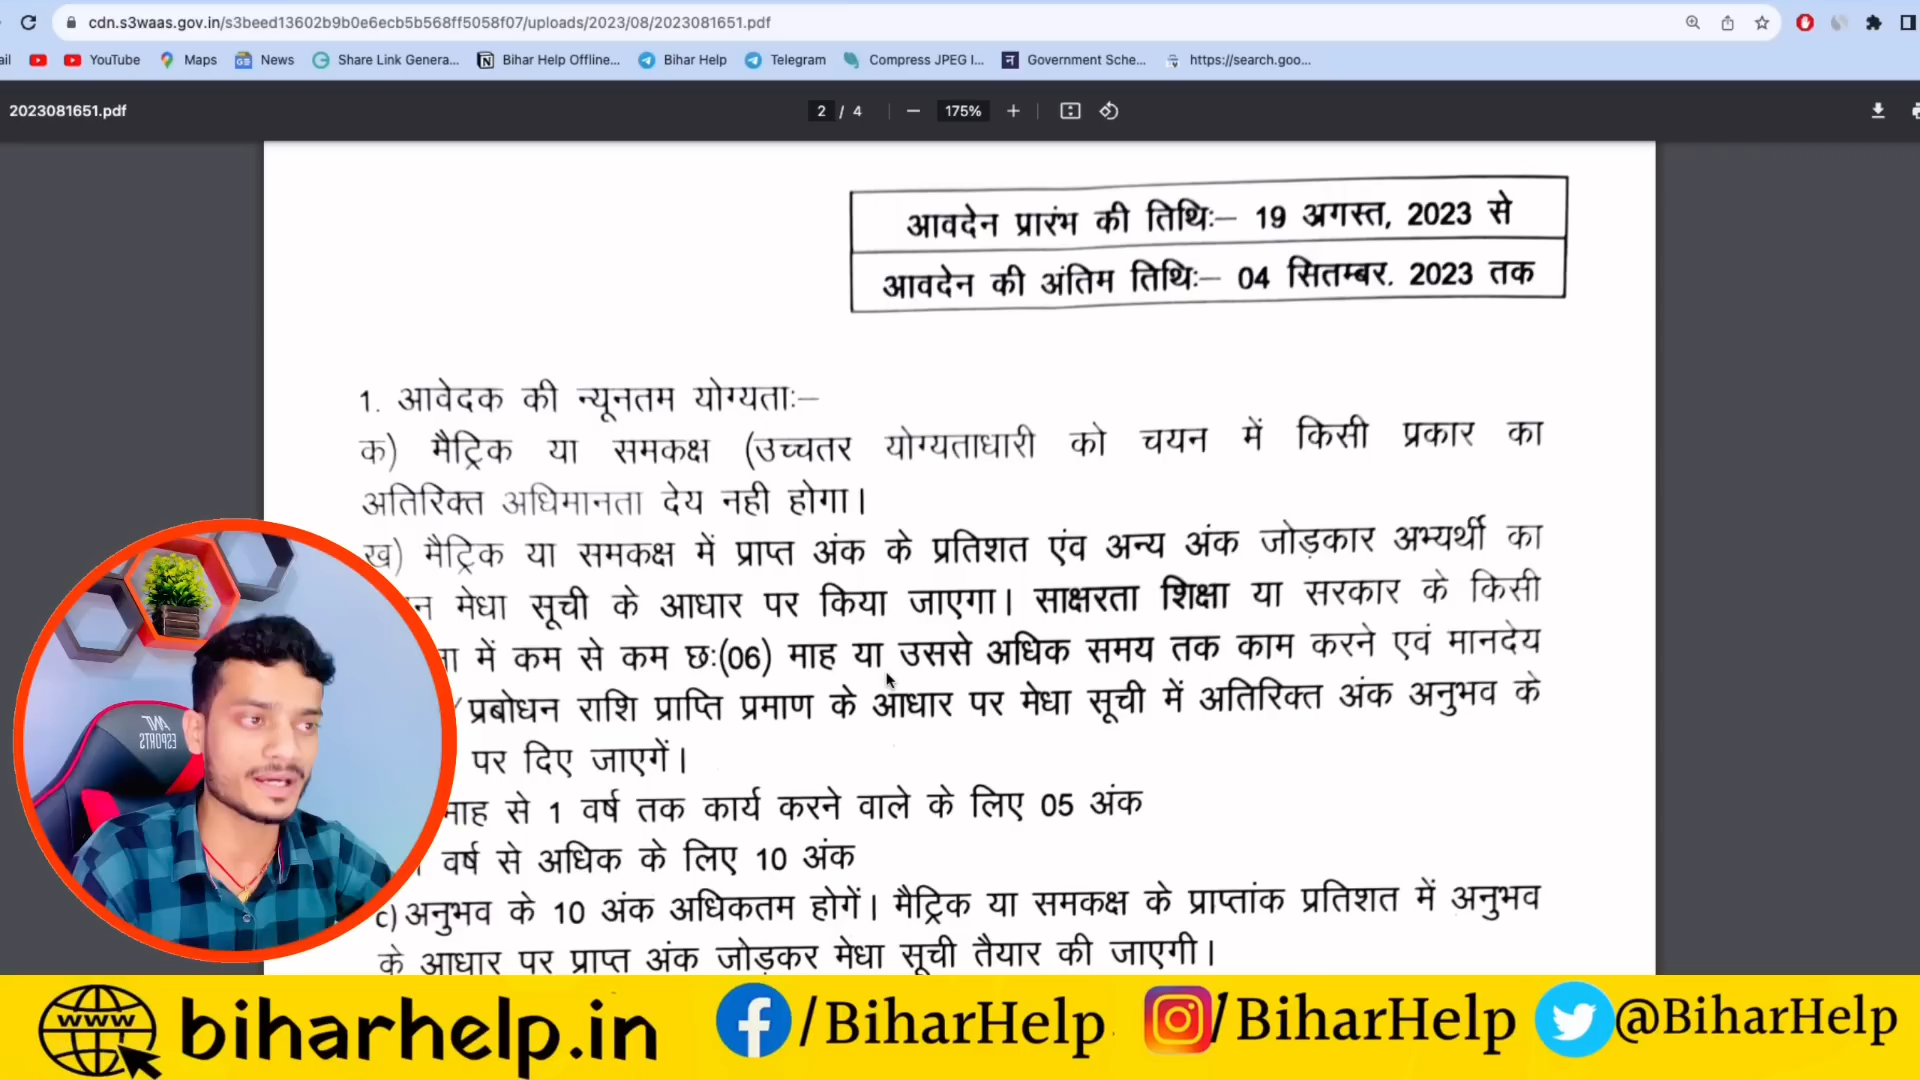 cdn.s3waas.gov.in/s3beed13602b9b0e6ecb5b568ff5058f07/uploads/2023/08/2023081651.pdf
ail YouTube Maps News Share Link Genera... Bihar Help Offline... Bihar Help Telegram Compress JPEG I... Government Sche... https://search.goo...
2023081651.pdf 2 / 4 175%
आवदेन प्रारंभ की तिथिः– 19 अगस्त, 2023 से
आवदेन की अंतिम तिथिः– 04 सितम्बर. 2023 तक
1. आवेदक की न्यूनतम योग्यताः–
क) मैट्रिक या समकक्ष (उच्चतर योग्यताधारी को चयन में किसी प्रकार का
अतिरिक्त अधिमानता देय नही होगा।
ख) मैट्रिक या समकक्ष में प्राप्त अंक के प्रतिशत एंव अन्य अंक जोड़कार अभ्यर्थी का
न मेधा सूची के आधार पर किया जाएगा। साक्षरता शिक्षा या सरकार के किसी
ना में कम से कम छः(06) माह या उससे अधिक समय तक काम करने एवं मानदेय
/प्रबोधन राशि प्राप्ति प्रमाण के आधार पर मेधा सूची में अतिरिक्त अंक अनुभव के
पर दिए जाएगें।
माह से 1 वर्ष तक कार्य करने वाले के लिए 05 अंक
वर्ष से अधिक के लिए 10 अंक
c) अनुभव के 10 अंक अधिकतम होगें। मैट्रिक या समकक्ष के प्राप्तांक प्रतिशत में अनुभव
के आधार पर प्राप्त अंक जोड़कर मेधा सूची तैयार की जाएगी।
ANT
ESPORTS
www biharhelp.in /BiharHelp /BiharHelp @BiharHelp